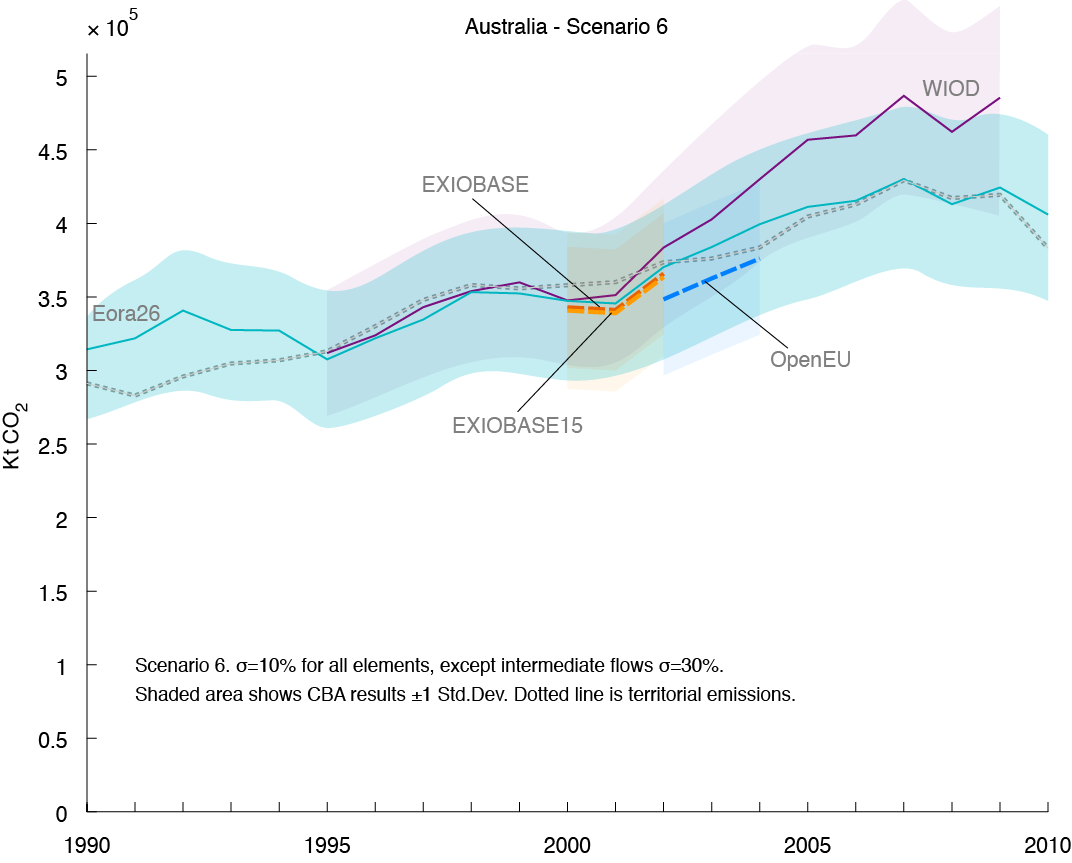 × 10⁵
Australia - Scenario 6
5
WIOD
4.5
EXIOBASE
4
3.5
Eora26
OpenEU
3
EXIOBASE15
Kt CO₂
2.5
2
1.5
1
Scenario 6. σ=10% for all elements, except intermediate flows σ=30%.
Shaded area shows CBA results ±1 Std.Dev. Dotted line is territorial emissions.
0.5
0
1990 1995 2000 2005 2010